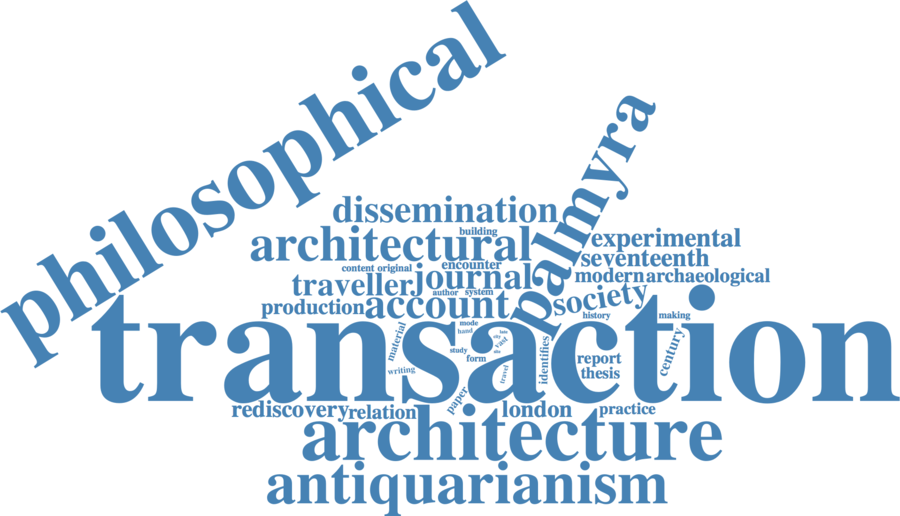 philosophical
palmyra
dissemination
building
architectural
experimental
encounter
seventeenth
content original
journal
modern archaeological
traveller
author system
society
production
account
history
making
transaction
material
mode
hand
late
city
vast
site
study
form
identifies
report
century
writing
travel
thesis
paper
rediscovery relation
london
practice
architecture
antiquarianism